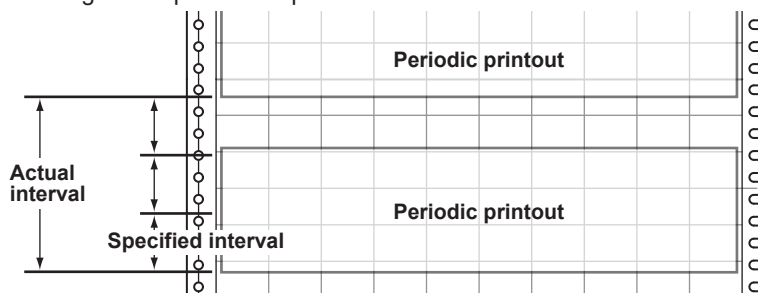 Periodic printout
Actual
interval
Periodic printout
Specified interval